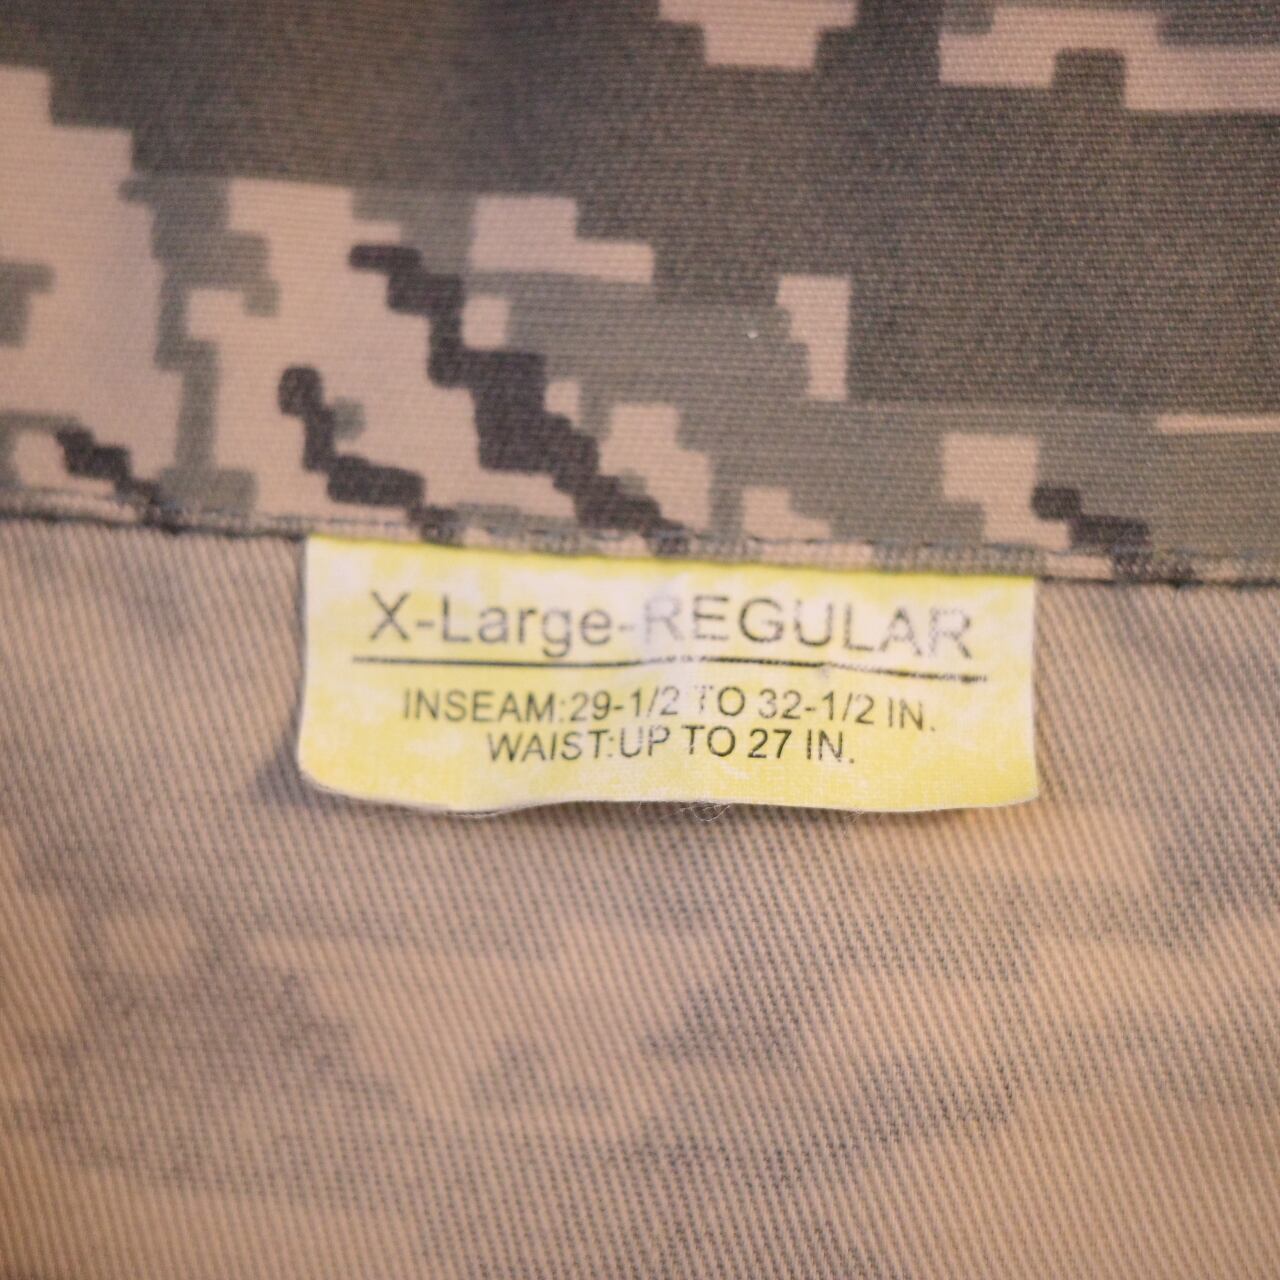 X-Large-REGULAR
INSEAM:29-1/2 TO 32-1/2 IN.
WAIST:UP TO 27 IN.